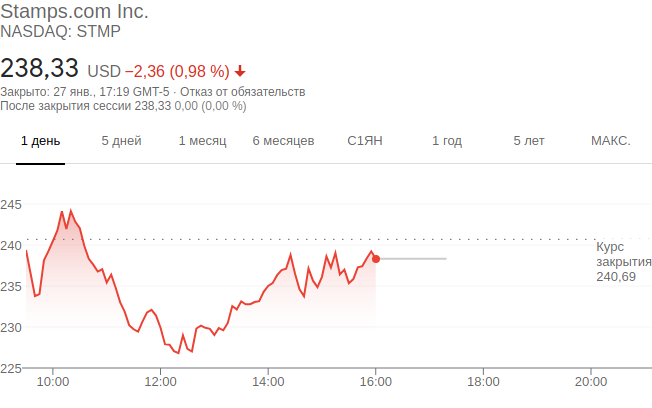 Stamps.com Inc.
NASDAQ: STMP
238,33 USD −2,36 (0,98 %)
Закрыто: 27 янв., 17:19 GMT-5 · Отказ от обязательств
После закрытия сессии 238,33 0,00 (0,00 %)
1 день 5 дней 1 месяц 6 месяцев С1ЯН 1 год 5 лет МАКС.
245
240
235
230
225
Курс
закрытия
240,69
10:00 12:00 14:00 16:00 18:00 20:00